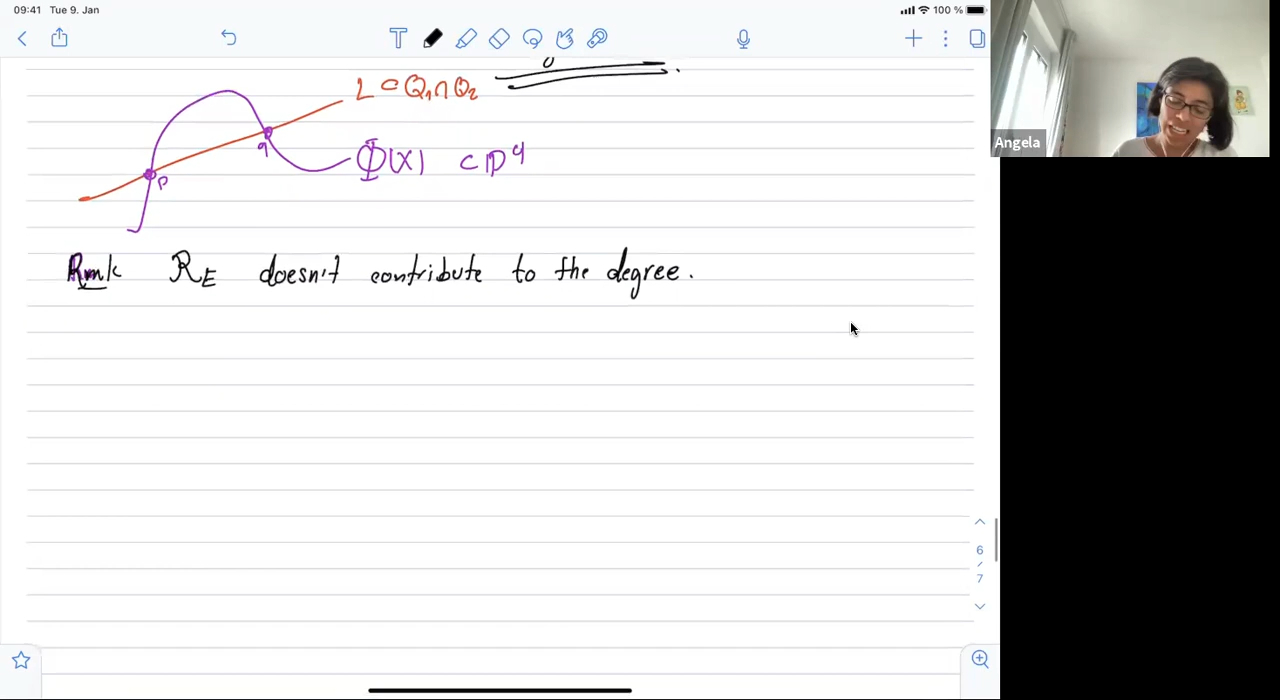 09:41 Tue 9. Jan
100 %
L ⊂ Q₁∩Q₂
q
Φ(X) ⊂ ℙ⁴
p
Rmk R_E doesn't contribute to the degree.
Angela
6
7